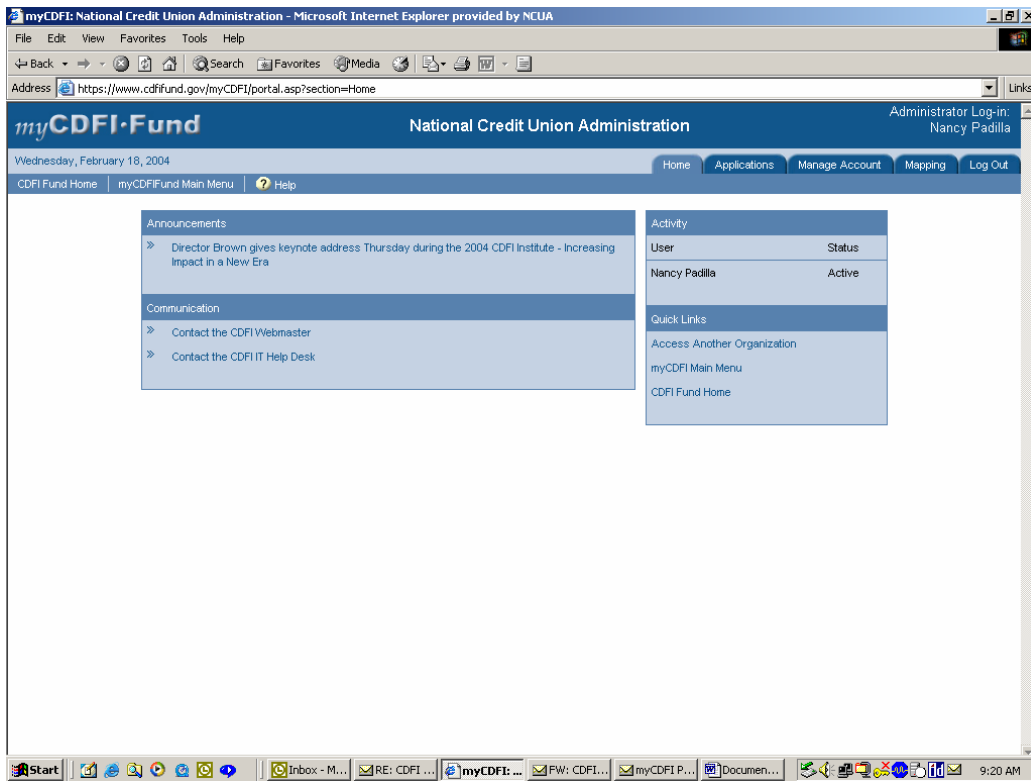 myCDFI: National Credit Union Administration - Microsoft Internet Explorer provided by NCUA
File Edit View Favorites Tools Help
Back Search Favorites Media
Address https://www.cdfifund.gov/myCDFI/portal.asp?section=Home Links
myCDFI·Fund
National Credit Union Administration
Administrator Log-in:
Nancy Padilla
Wednesday, February 18, 2004
Home Applications Manage Account Mapping Log Out
CDFI Fund Home myCDFIFund Main Menu ? Help
Announcements
» Director Brown gives keynote address Thursday during the 2004 CDFI Institute - Increasing
Impact in a New Era
Communication
» Contact the CDFI Webmaster
» Contact the CDFI IT Help Desk
Activity
User Status
Nancy Padilla Active
Quick Links
Access Another Organization
myCDFI Main Menu
CDFI Fund Home
Start Inbox - M... RE: CDFI ... myCDFI: ... FW: CDFI... myCDFI P... Documen... 9:20 AM